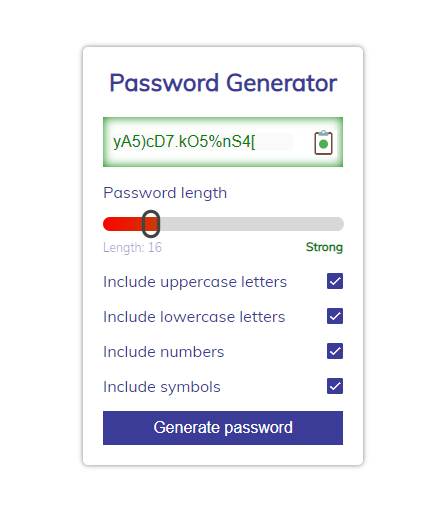 Password Generator
yA5)cD7.kO5%nS4[
Password length
Length: 16 Strong
Include uppercase letters
Include lowercase letters
Include numbers
Include symbols
Generate password